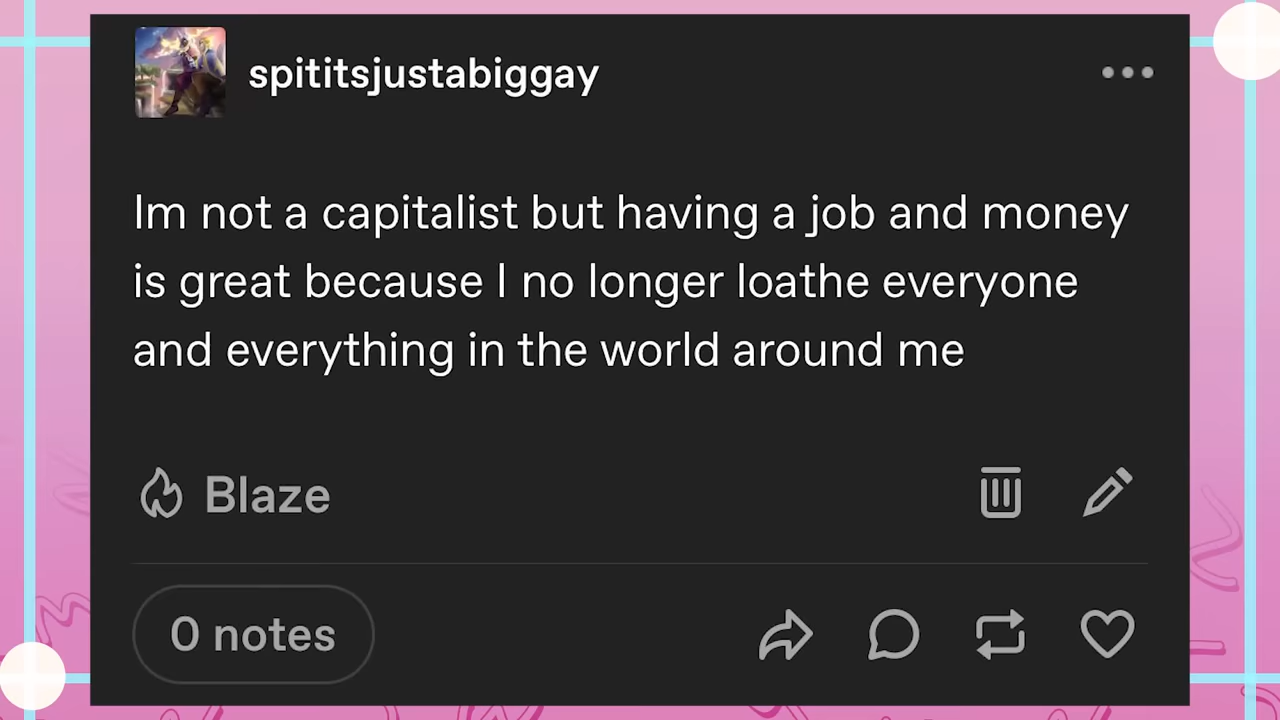 spititsjustabiggay
Im not a capitalist but having a job and money
is great because I no longer loathe everyone
and everything in the world around me
Blaze
0 notes